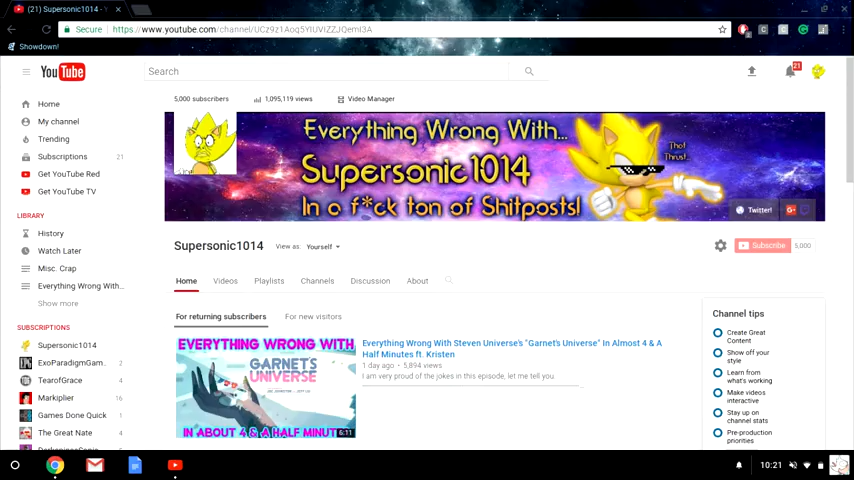 (21) Supersonic1014 - Y
Secure
https://www.youtube.com/channel/UCz9z1Aoq5YIUViZZJQemI3A
Showdown!
YouTube
Search
21
5,000 subscribers
1,095,119 views
Video Manager
Home
My channel
Trending
Subscriptions 21
Get YouTube Red
Get YouTube TV
LIBRARY
History
Watch Later
Misc. Crap
Everything Wrong With...
Show more
SUBSCRIPTIONS
Supersonic1014
ExoParadigmGam... 2
TearofGrace 4
Markiplier 16
Games Done Quick 1
The Great Nate 4
Everything Wrong With...
Supersonic1014
In a f*ck ton of Shitposts!
Thot
Thrust...
Twitter!
Supersonic1014
View as: Yourself
Subscribe 5,000
Home Videos Playlists Channels Discussion About
For returning subscribers
For new visitors
EVERYTHING WRONG WITH
GARNET'S
UNIVERSE
IN ABOUT 4 & A HALF MINUTES
5:11
Everything Wrong With Steven Universe's "Garnet's Universe" In Almost 4 & A
Half Minutes ft. Kristen
1 day ago • 5,894 views
I am very proud of the jokes in this episode, let me tell you.
Channel tips
Create Great
Content
Show off your
style
Learn from
what's working
Make videos
interactive
Stay up on
channel stats
Pre-production
priorities
10:21